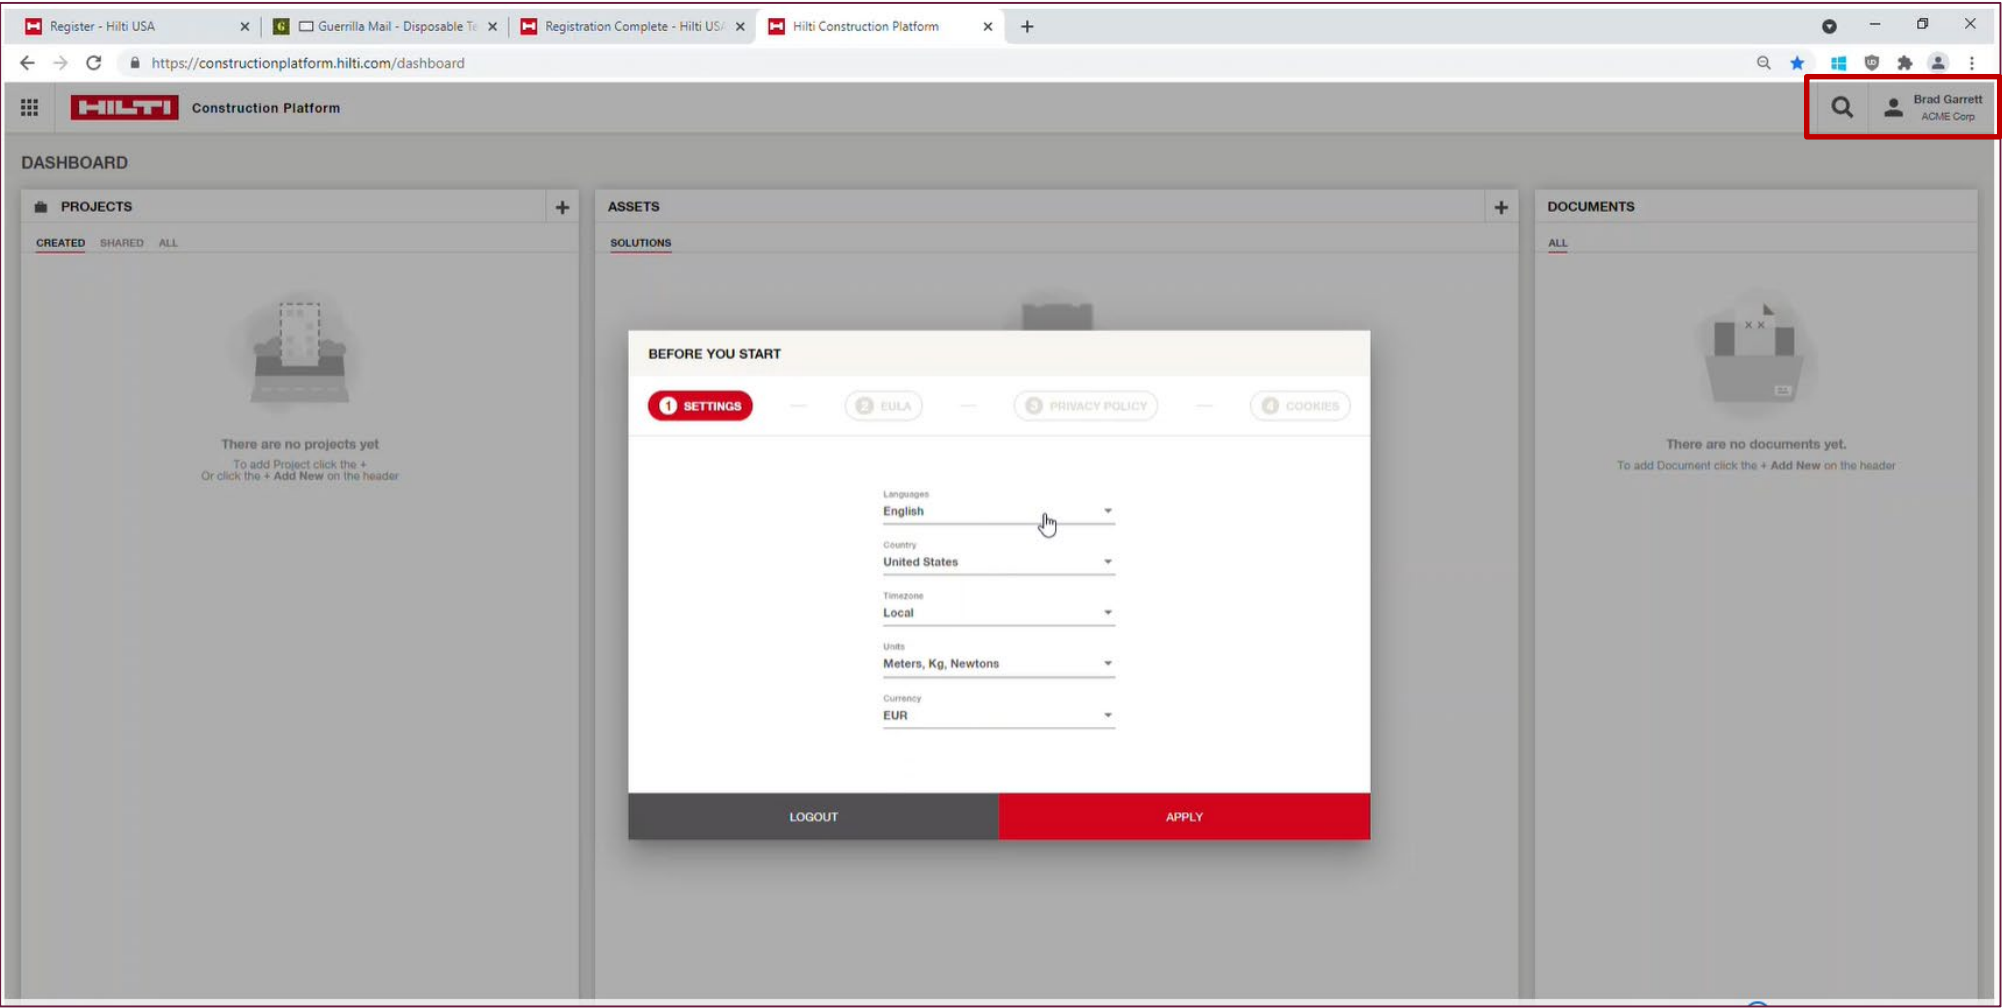 Register - Hilti USA
Guerrilla Mail - Disposable Te
Registration Complete - Hilti USA
Hilti Construction Platform
https://constructionplatform.hilti.com/dashboard
HILTI
Construction Platform
Brad Garrett
ACME Corp
DASHBOARD
PROJECTS
ASSETS
DOCUMENTS
CREATED SHARED ALL
SOLUTIONS
ALL
There are no projects yet
To add Project click the +
Or click the + Add New on the header
There are no documents yet.
To add Document click the + Add New on the header
BEFORE YOU START
1 SETTINGS
2 EULA
3 PRIVACY POLICY
4 COOKIES
Languages
English
Country
United States
Timezone
Local
Units
Meters, Kg, Newtons
Currency
EUR
LOGOUT
APPLY